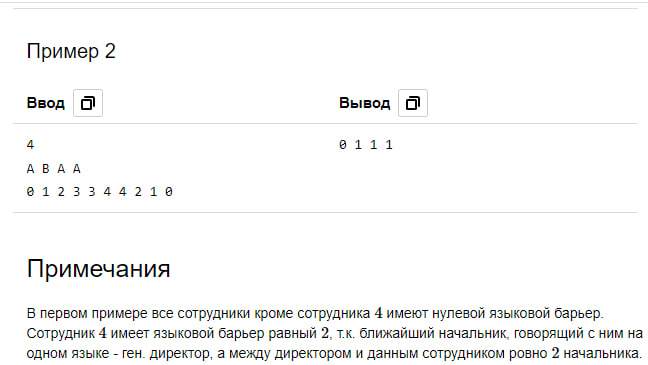 Пример 2
Ввод Вывод
4 0 1 1 1
A B A A
0 1 2 3 3 4 4 2 1 0
Примечания
В первом примере все сотрудники кроме сотрудника 4 имеют нулевой языковой барьер.
Сотрудник 4 имеет языковой барьер равный 2, т.к. ближайший начальник, говорящий с ним на
одном языке - ген. директор, а между директором и данным сотрудником ровно 2 начальника.